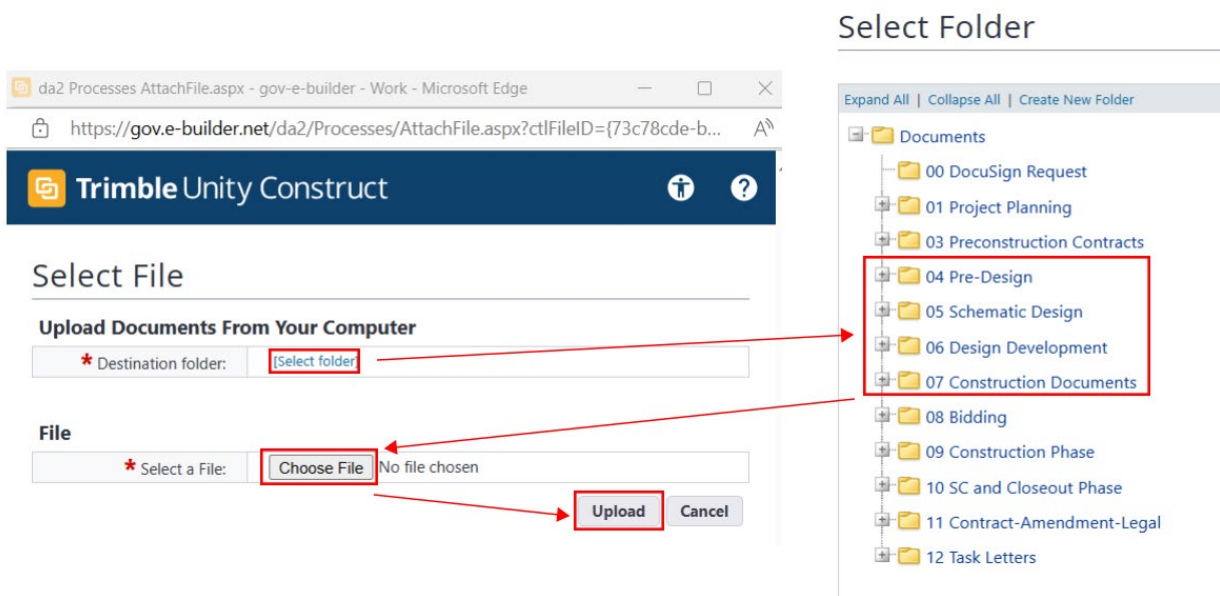 da2 Processes AttachFile.aspx - gov-e-builder - Work - Microsoft Edge
https://gov.e-builder.net/da2/Processes/AttachFile.aspx?ctlFileID={73c78cde-b...
Trimble Unity Construct
Select File
Upload Documents From Your Computer
* Destination folder: [Select folder]
File
* Select a File: Choose File No file chosen
Upload Cancel
Select Folder
Expand All | Collapse All | Create New Folder
Documents
00 DocuSign Request
01 Project Planning
03 Preconstruction Contracts
04 Pre-Design
05 Schematic Design
06 Design Development
07 Construction Documents
08 Bidding
09 Construction Phase
10 SC and Closeout Phase
11 Contract-Amendment-Legal
12 Task Letters